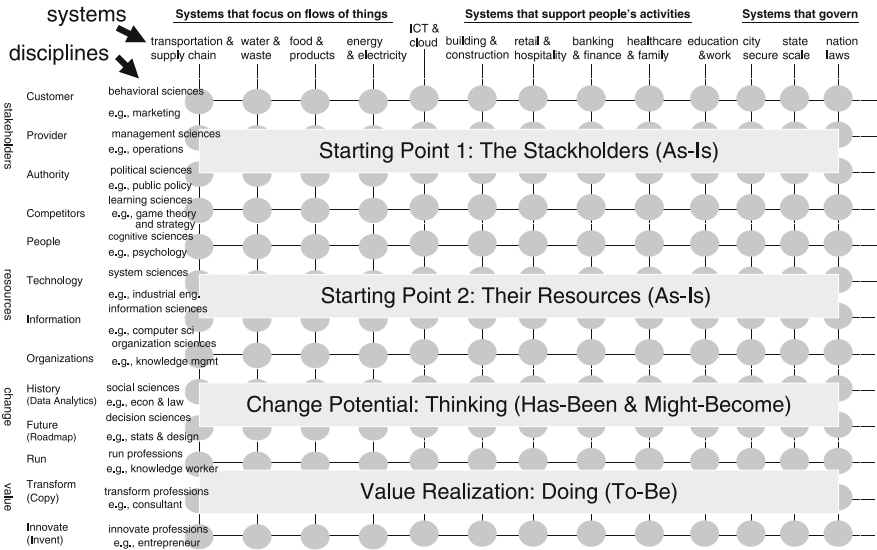 systems
disciplines
Systems that focus on flows of things
Systems that support people's activities
Systems that govern
transportation &
supply chain
water &
waste
food &
products
energy
& electricity
ICT &
cloud
building &
construction
retail &
hospitality
banking
& finance
healthcare
& family
education
&work
city
secure
state
scale
nation
laws
stakeholders
Customer
behavioral sciences
e.g., marketing
Provider
management sciences
e.g., operations
Starting Point 1: The Stackholders (As-Is)
Authority
political sciences
e.g., public policy
Competitors
learning sciences
e.g., game theory
and strategy
resources
People
cognitive sciences
e.g., psychology
Technology
system sciences
e.g., industrial eng.
Starting Point 2: Their Resources (As-Is)
Information
information sciences
e.g., computer sci
Organizations
organization sciences
e.g., knowledge mgmt
change
History
(Data Analytics)
social sciences
e.g., econ & law
Change Potential: Thinking (Has-Been & Might-Become)
Future
(Roadmap)
decision sciences
e.g., stats & design
value
Run
run professions
e.g., knowledge worker
Transform
(Copy)
transform professions
e.g., consultant
Value Realization: Doing (To-Be)
Innovate
(Invent)
innovate professions
e.g., entrepreneur